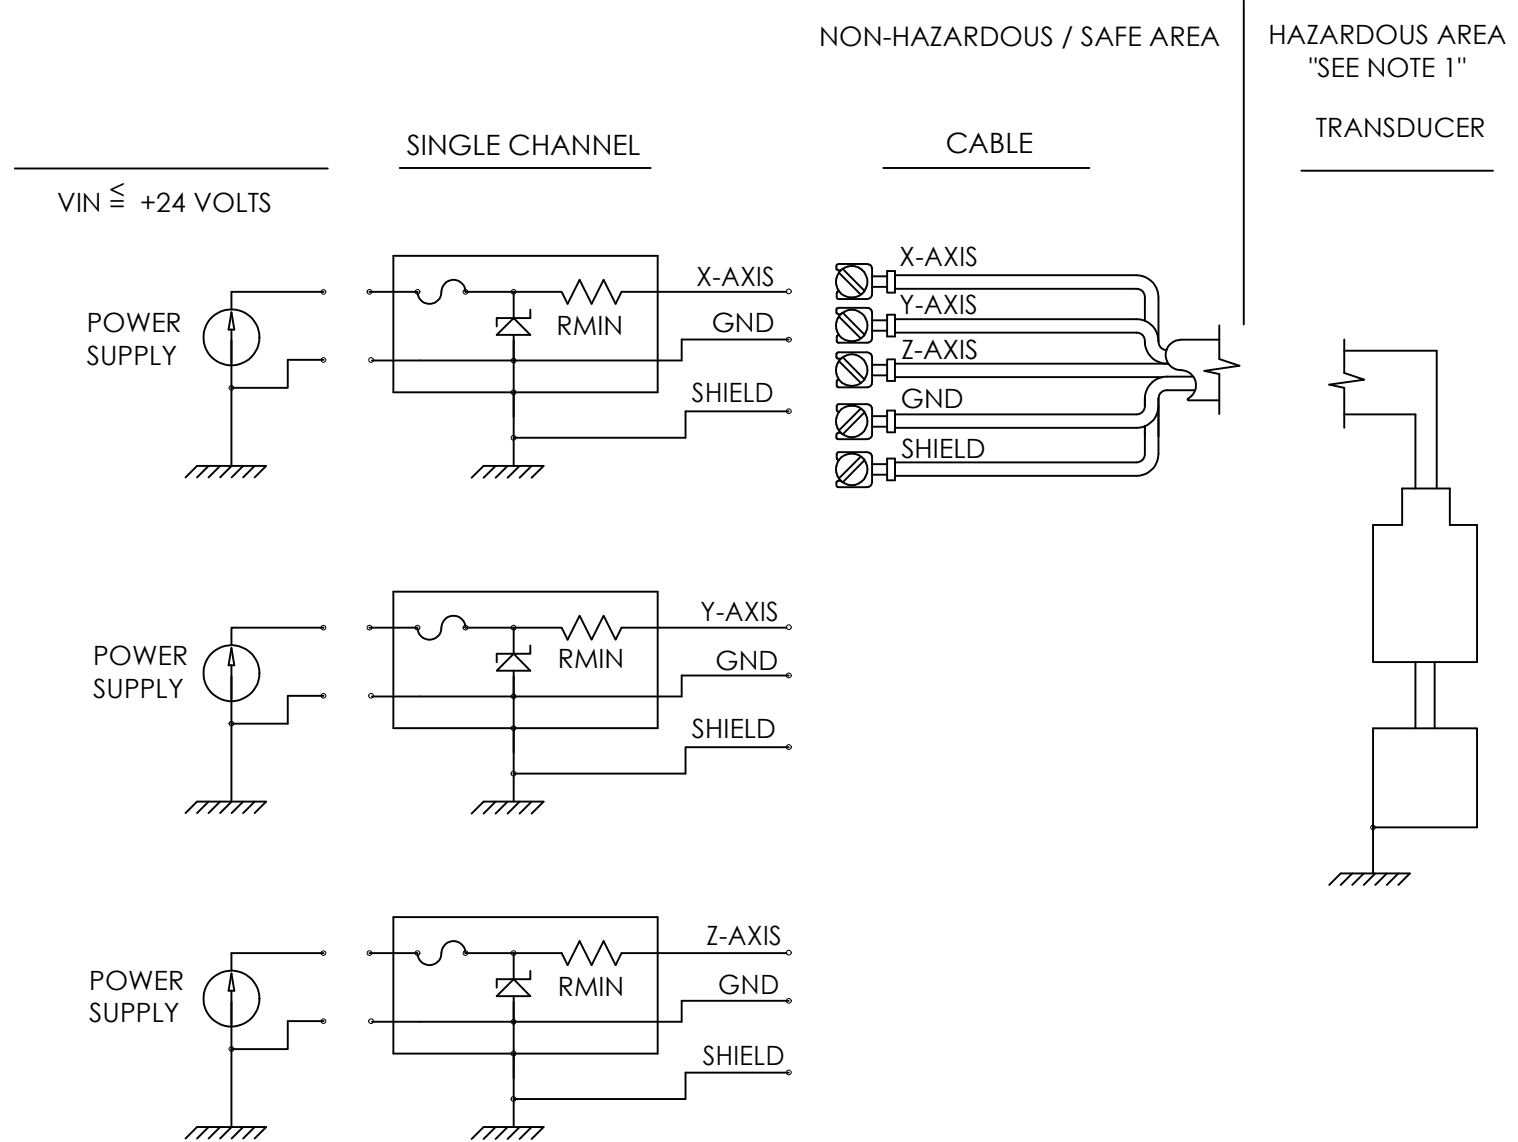 NON-HAZARDOUS / SAFE AREA
HAZARDOUS AREA
"SEE NOTE 1"
SINGLE CHANNEL
CABLE
TRANSDUCER
VIN ≦ +24 VOLTS
POWER
SUPPLY
RMIN
X-AXIS
GND
SHIELD
X-AXIS
Y-AXIS
Z-AXIS
GND
SHIELD
POWER
SUPPLY
RMIN
Y-AXIS
GND
SHIELD
POWER
SUPPLY
RMIN
Z-AXIS
GND
SHIELD